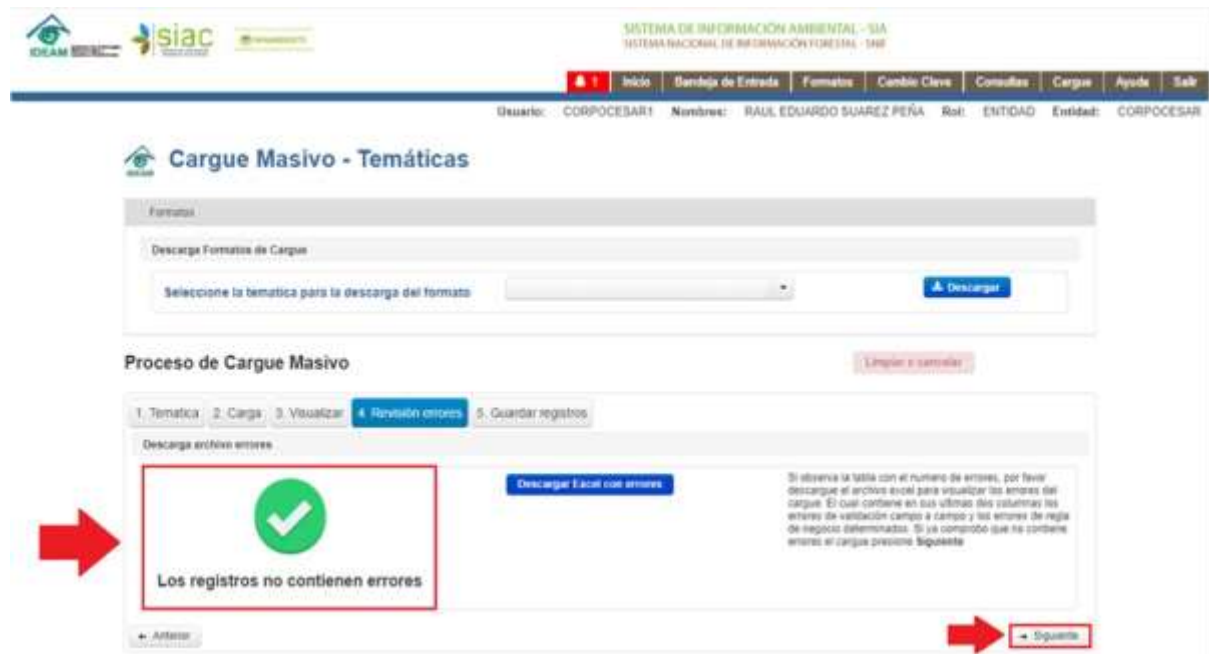 IDEAM
siac
SISTEMA DE INFORMACIÓN AMBIENTAL - SIA
SISTEMA NACIONAL DE INFORMACIÓN FORESTAL - SNIF
1 Inicio Bandeja de Entrada Formatos Cambio Clave Consultas Cargue Ayuda Salir
Usuario: CORPOCESAR1 Nombres: RAUL EDUARDO SUAREZ PEÑA Rol: ENTIDAD Entidad: CORPOCESAR
IDEAM
Cargue Masivo - Temáticas
Formatos
Descarga Formatos de Cargue
Seleccione la tematica para la descarga del formato
Descargar
Proceso de Cargue Masivo
Limpiar o cancelar
1. Tematica 2. Carga 3. Visualizar 4. Revisión errores 5. Guardar registros
Descarga archivo errores
Descargar Excel con errores
Si observa la tabla con el numero de errores, por favor
descargue el archivo excel para visualizar los errores del
cargue. El cual contiene en sus ultimas dos columnas los
errores de validación campo a campo y los errores de regla
de negocio determinados. Si ya comprobo que no contiene
errores el cargue presione Siguiente
Los registros no contienen errores
Anterior
Siguiente